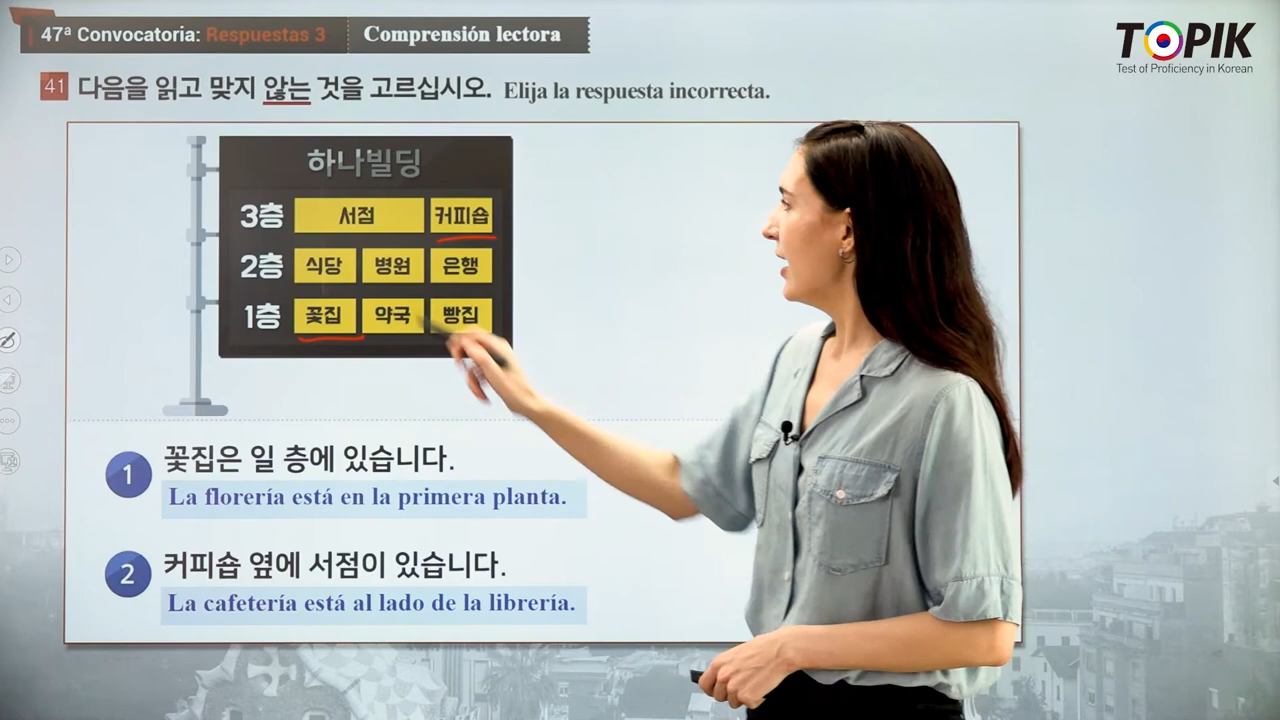 47ª Convocatoria: Respuestas 3 Comprensión lectora
TOPIK
Test of Proficiency in Korean
41 다음을 읽고 맞지 않는 것을 고르십시오. Elija la respuesta incorrecta.
하나빌딩
3층 서점 커피숍
2층 식당 병원 은행
1층 꽃집 약국 빵집
1 꽃집은 일 층에 있습니다.
La florería está en la primera planta.
2 커피숍 옆에 서점이 있습니다.
La cafetería está al lado de la librería.